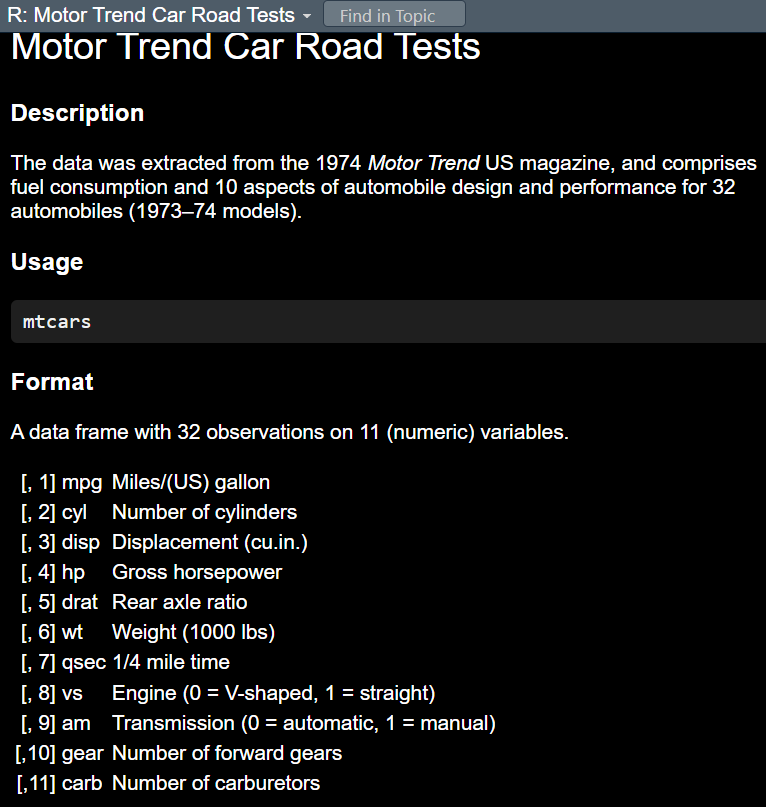 R: Motor Trend Car Road Tests
Find in Topic
Motor Trend Car Road Tests
Description
The data was extracted from the 1974 Motor Trend US magazine, and comprises
fuel consumption and 10 aspects of automobile design and performance for 32
automobiles (1973–74 models).
Usage
mtcars
Format
A data frame with 32 observations on 11 (numeric) variables.
[, 1] mpg Miles/(US) gallon
[, 2] cyl Number of cylinders
[, 3] disp Displacement (cu.in.)
[, 4] hp Gross horsepower
[, 5] drat Rear axle ratio
[, 6] wt Weight (1000 lbs)
[, 7] qsec 1/4 mile time
[, 8] vs Engine (0 = V-shaped, 1 = straight)
[, 9] am Transmission (0 = automatic, 1 = manual)
[,10] gear Number of forward gears
[,11] carb Number of carburetors